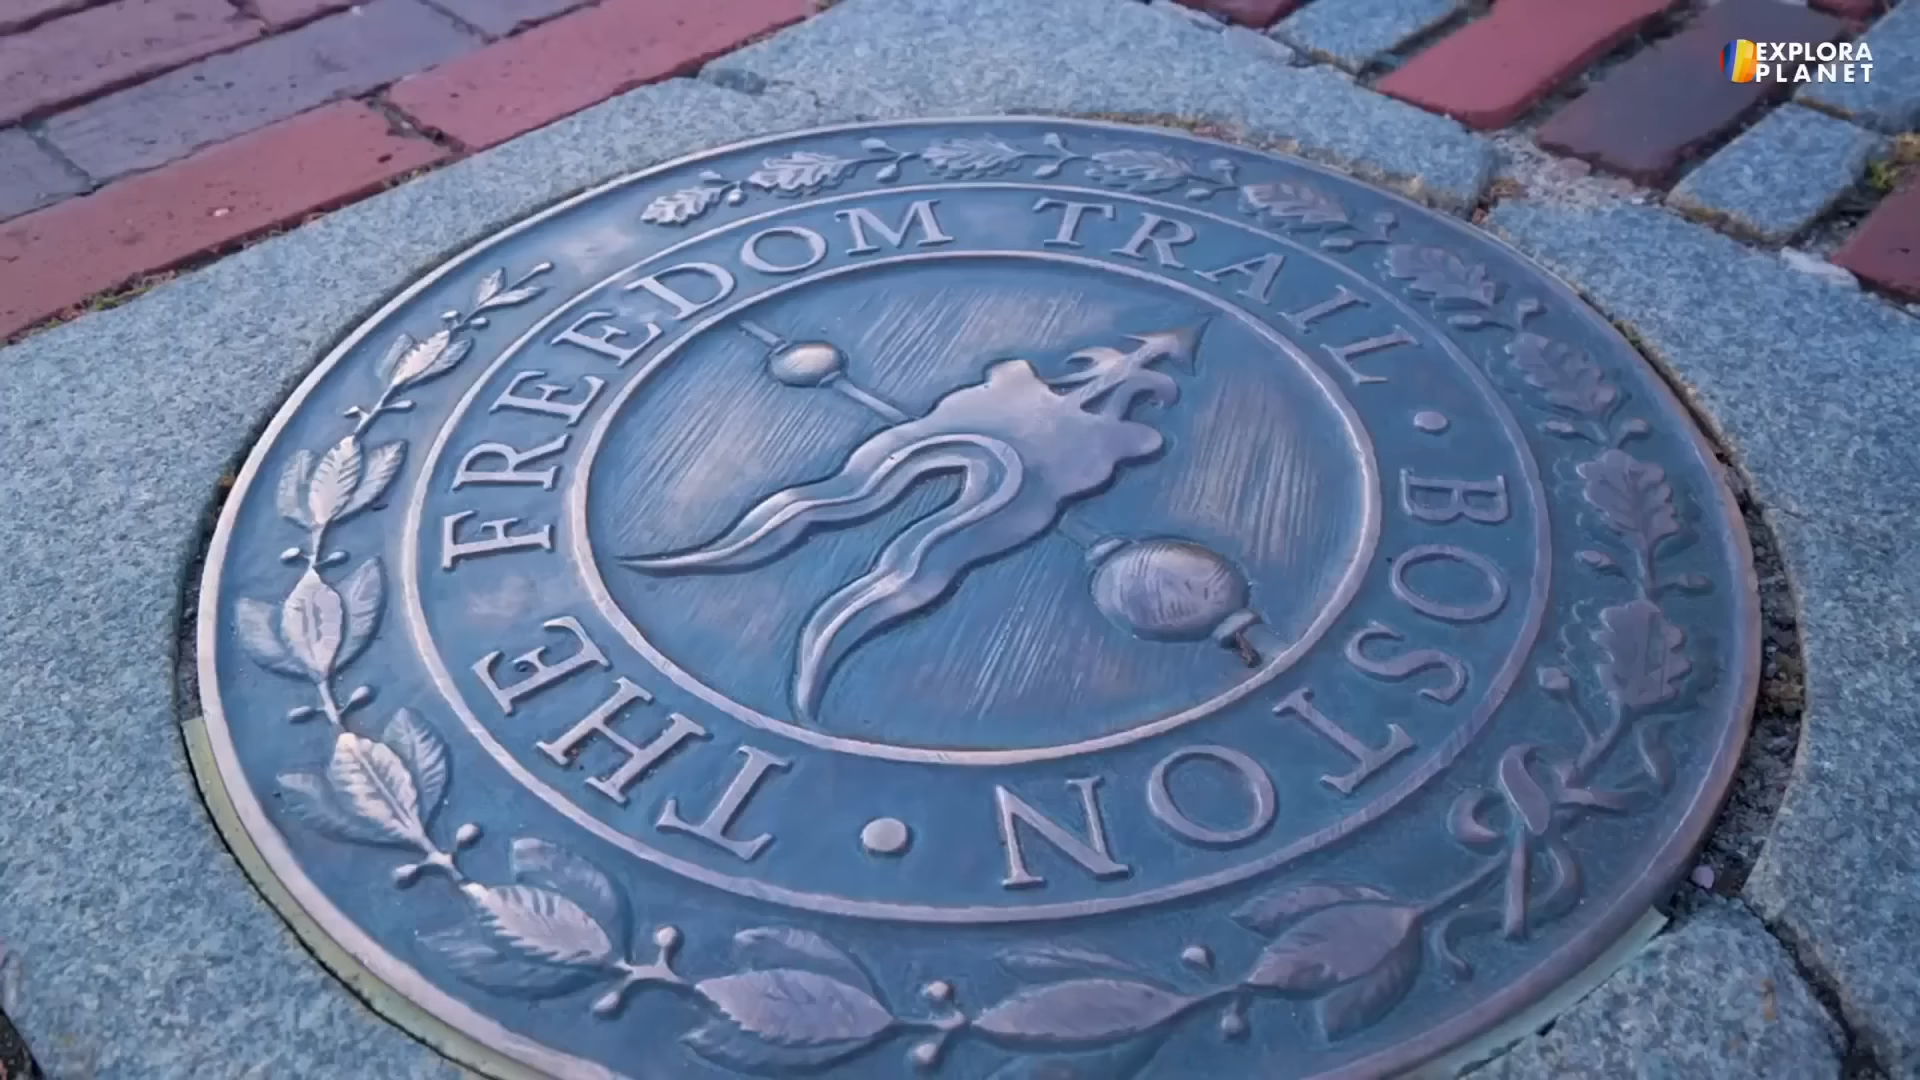 EXPLORA
PLANET
THE FREEDOM TRAIL • BOSTON •